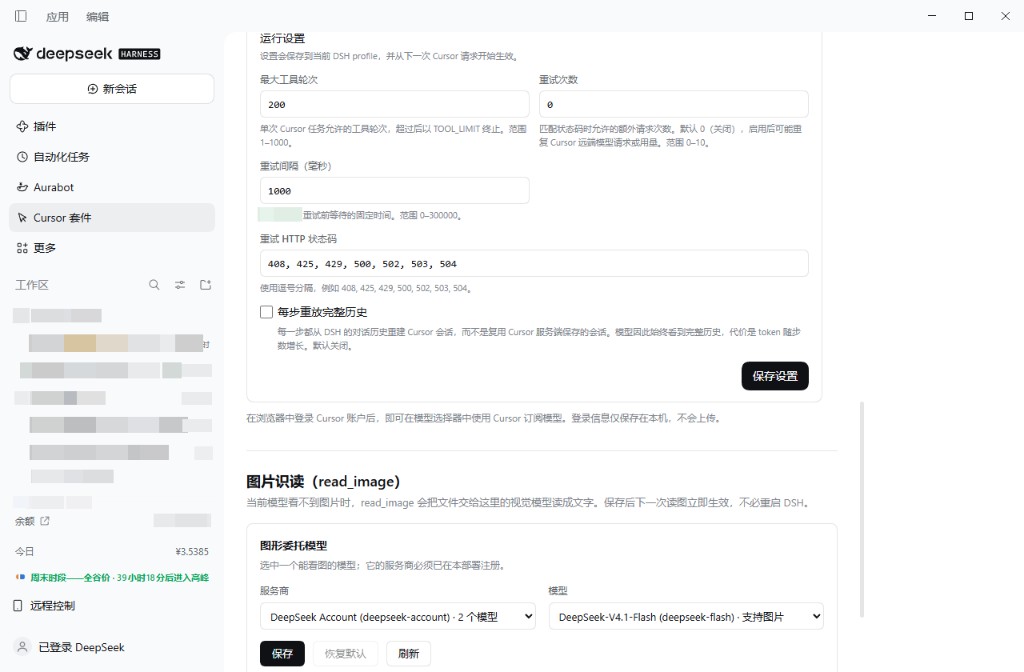 应用 编辑
deepseek HARNESS
新会话
插件
自动化任务
Aurabot
Cursor 套件
更多
工作区
时
余额
今日 ¥3.5385
周末时段——全谷价 · 39小时18分后进入高峰
远程控制
已登录 DeepSeek
运行设置
设置会保存到当前 DSH profile，并从下一次 Cursor 请求开始生效。
最大工具轮次
200
单次 Cursor 任务允许的工具轮次，超过后以 TOOL_LIMIT 终止。范围
1–1000。
重试次数
0
匹配状态码时允许的额外请求次数。默认 0（关闭），启用后可能重
复 Cursor 远端模型请求或用量。范围 0–10。
重试间隔（毫秒）
1000
重试前等待的固定时间。范围 0–300000。
重试 HTTP 状态码
408, 425, 429, 500, 502, 503, 504
使用逗号分隔，例如 408, 425, 429, 500, 502, 503, 504。
每步重放完整历史
每一步都从 DSH 的对话历史重建 Cursor 会话，而不是复用 Cursor 服务端保存的会话。模型因此始终看到完整历史，代价是 token 随步
数增长。默认关闭。
保存设置
在浏览器中登录 Cursor 账户后，即可在模型选择器中使用 Cursor 订阅模型。登录信息仅保存在本机，不会上传。
图片识读（read_image）
当前模型看不到图片时，read_image 会把文件交给这里的视觉模型读成文字。保存后下一次读图立即生效，不必重启 DSH。
图形委托模型
选中一个能看图的模型；它的服务商必须已在本部署注册。
服务商
DeepSeek Account (deepseek-account) · 2 个模型
模型
DeepSeek-V4.1-Flash (deepseek-flash) · 支持图片
保存 恢复默认 刷新